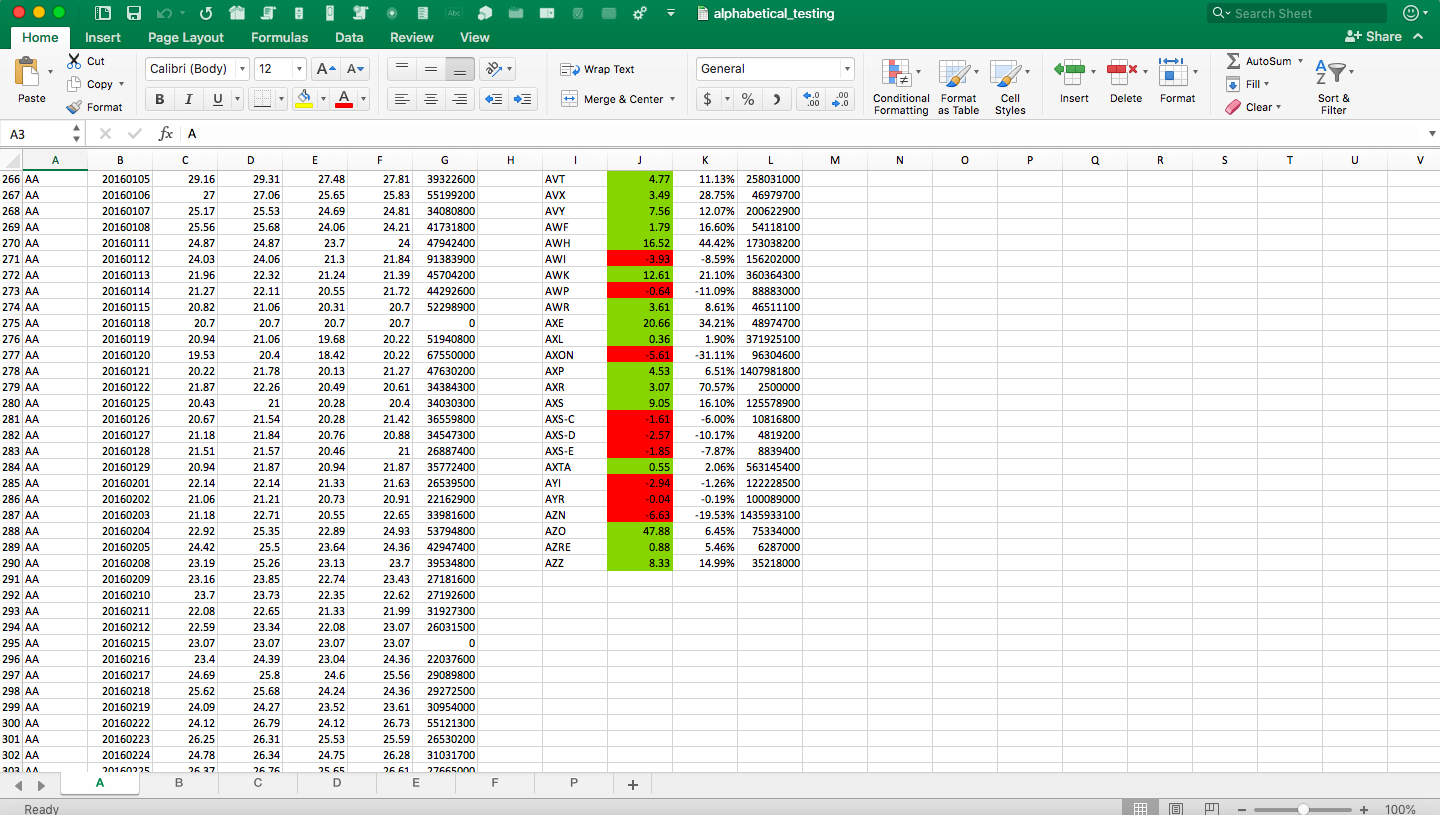 alphabetical_testing
Search Sheet
Home Insert Page Layout Formulas Data Review View Share
Cut Calibri (Body) 12 A A Wrap Text General AutoSum
Copy Fill
Paste Format B I U A Merge & Center $ % Conditional Formatting Format as Table Cell Styles Insert Delete Format Clear Sort & Filter
A3 fx A
A B C D E F G H I J K L M N O P Q R S T U V
266 AA 20160105 29.16 29.31 27.48 27.81 39322600 AVT 4.77 11.13% 258031000
267 AA 20160106 27 27.06 25.65 25.83 55199200 AVX 3.49 28.75% 46979700
268 AA 20160107 25.17 25.53 24.69 24.81 34080800 AVY 7.56 12.07% 200622900
269 AA 20160108 25.56 25.68 24.06 24.21 41731800 AWF 1.79 16.60% 54118100
270 AA 20160111 24.87 24.87 23.7 24 47942400 AWH 16.52 44.42% 173038200
271 AA 20160112 24.03 24.06 21.3 21.84 91383900 AWI -3.93 -8.59% 156202000
272 AA 20160113 21.96 22.32 21.24 21.39 45704200 AWK 12.61 21.10% 360364300
273 AA 20160114 21.27 22.11 20.55 21.72 44292600 AWP -0.64 -11.09% 88883000
274 AA 20160115 20.82 21.06 20.31 20.7 52298900 AWR 3.61 8.61% 46511100
275 AA 20160118 20.7 20.7 20.7 20.7 0 AXE 20.66 34.21% 48974700
276 AA 20160119 20.94 21.06 19.68 20.22 51940800 AXL 0.36 1.90% 371925100
277 AA 20160120 19.53 20.4 18.42 20.22 67550000 AXON -5.61 -31.11% 96304600
278 AA 20160121 20.22 21.78 20.13 21.27 47630200 AXP 4.53 6.51% 1407981800
279 AA 20160122 21.87 22.26 20.49 20.61 34384300 AXR 3.07 70.57% 2500000
280 AA 20160125 20.43 21 20.28 20.4 34030300 AXS 9.05 16.10% 125578900
281 AA 20160126 20.67 21.54 20.28 21.42 36559800 AXS-C -1.61 -6.00% 10816800
282 AA 20160127 21.18 21.84 20.76 20.88 34547300 AXS-D -2.57 -10.17% 4819200
283 AA 20160128 21.51 21.57 20.46 21 26887400 AXS-E -1.85 -7.87% 8839400
284 AA 20160129 20.94 21.87 20.94 21.87 35772400 AXTA 0.55 2.06% 563145400
285 AA 20160201 22.14 22.14 21.33 21.63 26539500 AYI -2.94 -1.26% 122228500
286 AA 20160202 21.06 21.21 20.73 20.91 22162900 AYR -0.04 -0.19% 100089000
287 AA 20160203 21.18 22.71 20.55 22.65 33981600 AZN -6.63 -19.53% 1435933100
288 AA 20160204 22.92 25.35 22.89 24.93 53794800 AZO 47.88 6.45% 75334100
289 AA 20160205 24.42 25.5 23.64 24.36 42947400 AZRE 0.88 5.46% 6287000
290 AA 20160208 23.19 25.26 23.13 23.7 39534800 AZZ 8.33 14.99% 35218000
291 AA 20160209 23.16 23.85 22.74 23.43 27181600
292 AA 20160210 23.7 23.73 22.35 22.62 27192600
293 AA 20160211 22.08 22.65 21.33 21.99 31927300
294 AA 20160212 22.59 23.34 22.08 23.07 26031500
295 AA 20160215 23.07 23.07 23.07 23.07 0
296 AA 20160216 23.4 24.39 23.04 24.36 22037600
297 AA 20160217 24.69 25.8 24.6 25.56 29089800
298 AA 20160218 25.62 25.68 24.24 24.36 29272500
299 AA 20160219 24.09 24.27 23.52 23.61 30954000
300 AA 20160222 24.12 26.79 24.12 26.73 55121300
301 AA 20160223 26.25 26.31 25.53 25.59 26530200
302 AA 20160224 24.78 26.34 24.75 26.28 31031700
303 AA 20160225 26.37 26.76 25.65 26.61 27665000
A B C D E F P +
Ready 100%